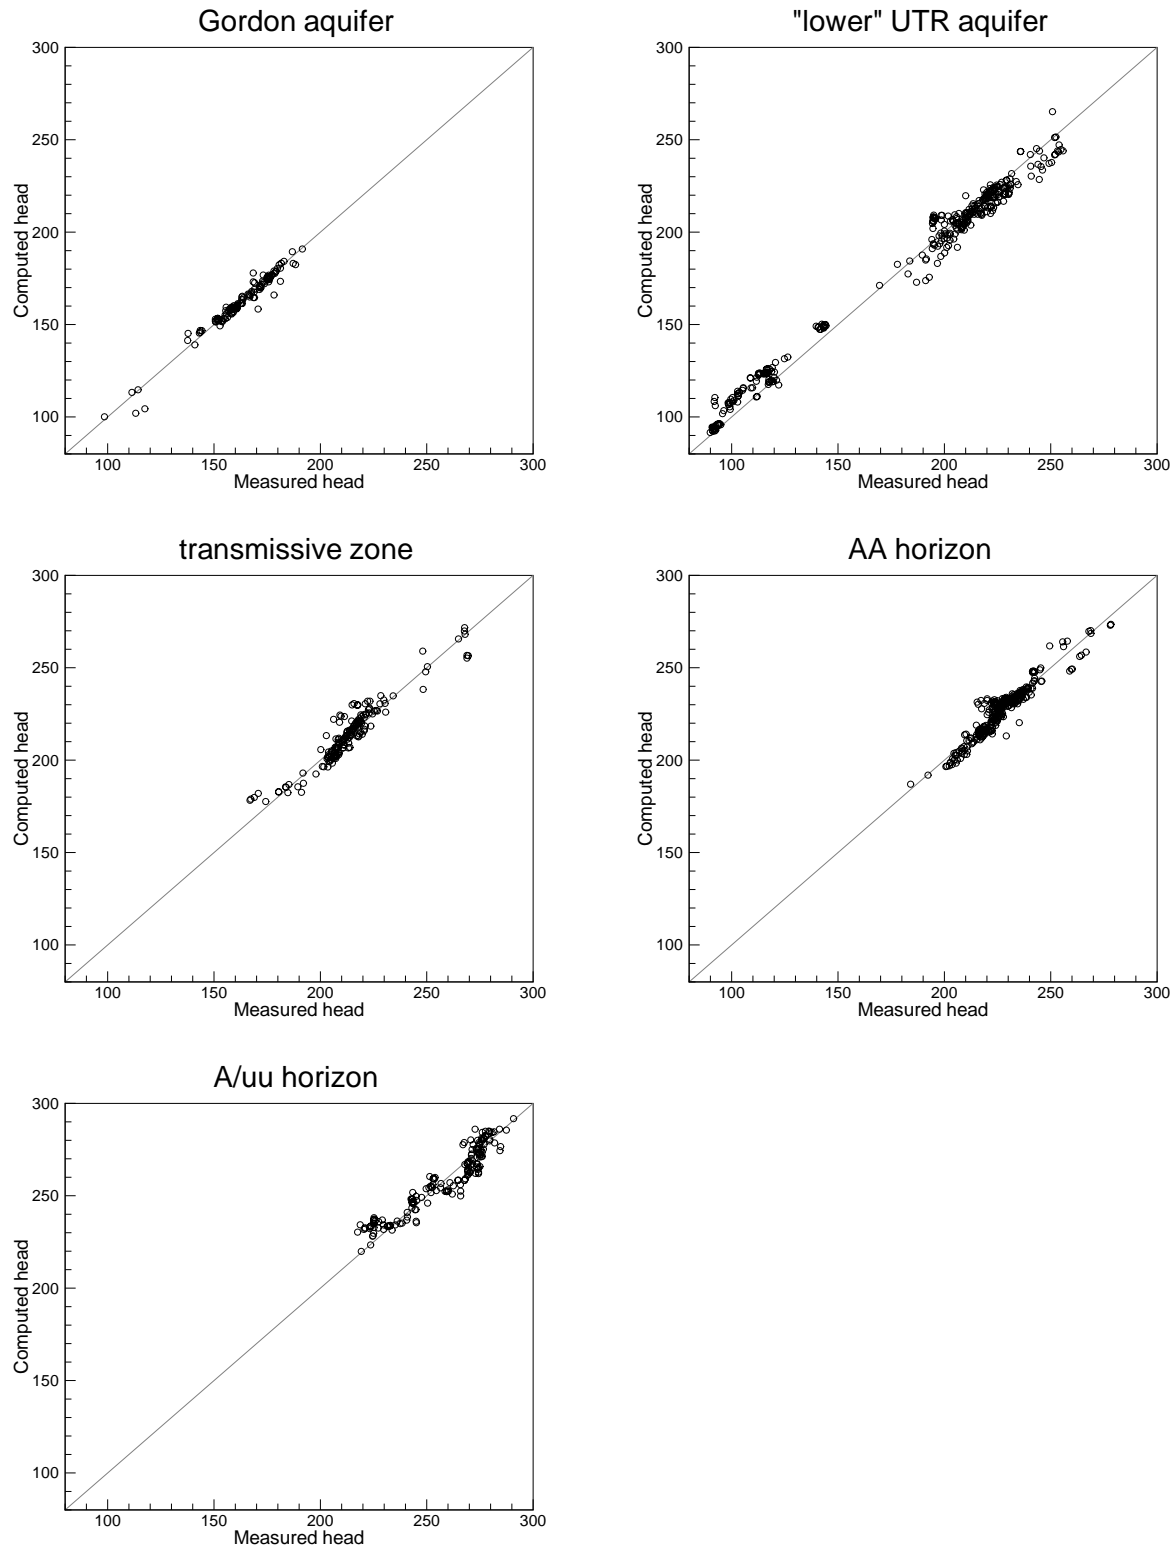 Gordon aquifer
300
250
200
150
100
Computed head
100 150 200 250 300
Measured head
"lower" UTR aquifer
300
250
200
150
100
Computed head
100 150 200 250 300
Measured head
transmissive zone
300
250
200
150
100
Computed head
100 150 200 250 300
Measured head
AA horizon
300
250
200
150
100
Computed head
100 150 200 250 300
Measured head
A/uu horizon
300
250
200
150
100
Computed head
100 150 200 250 300
Measured head